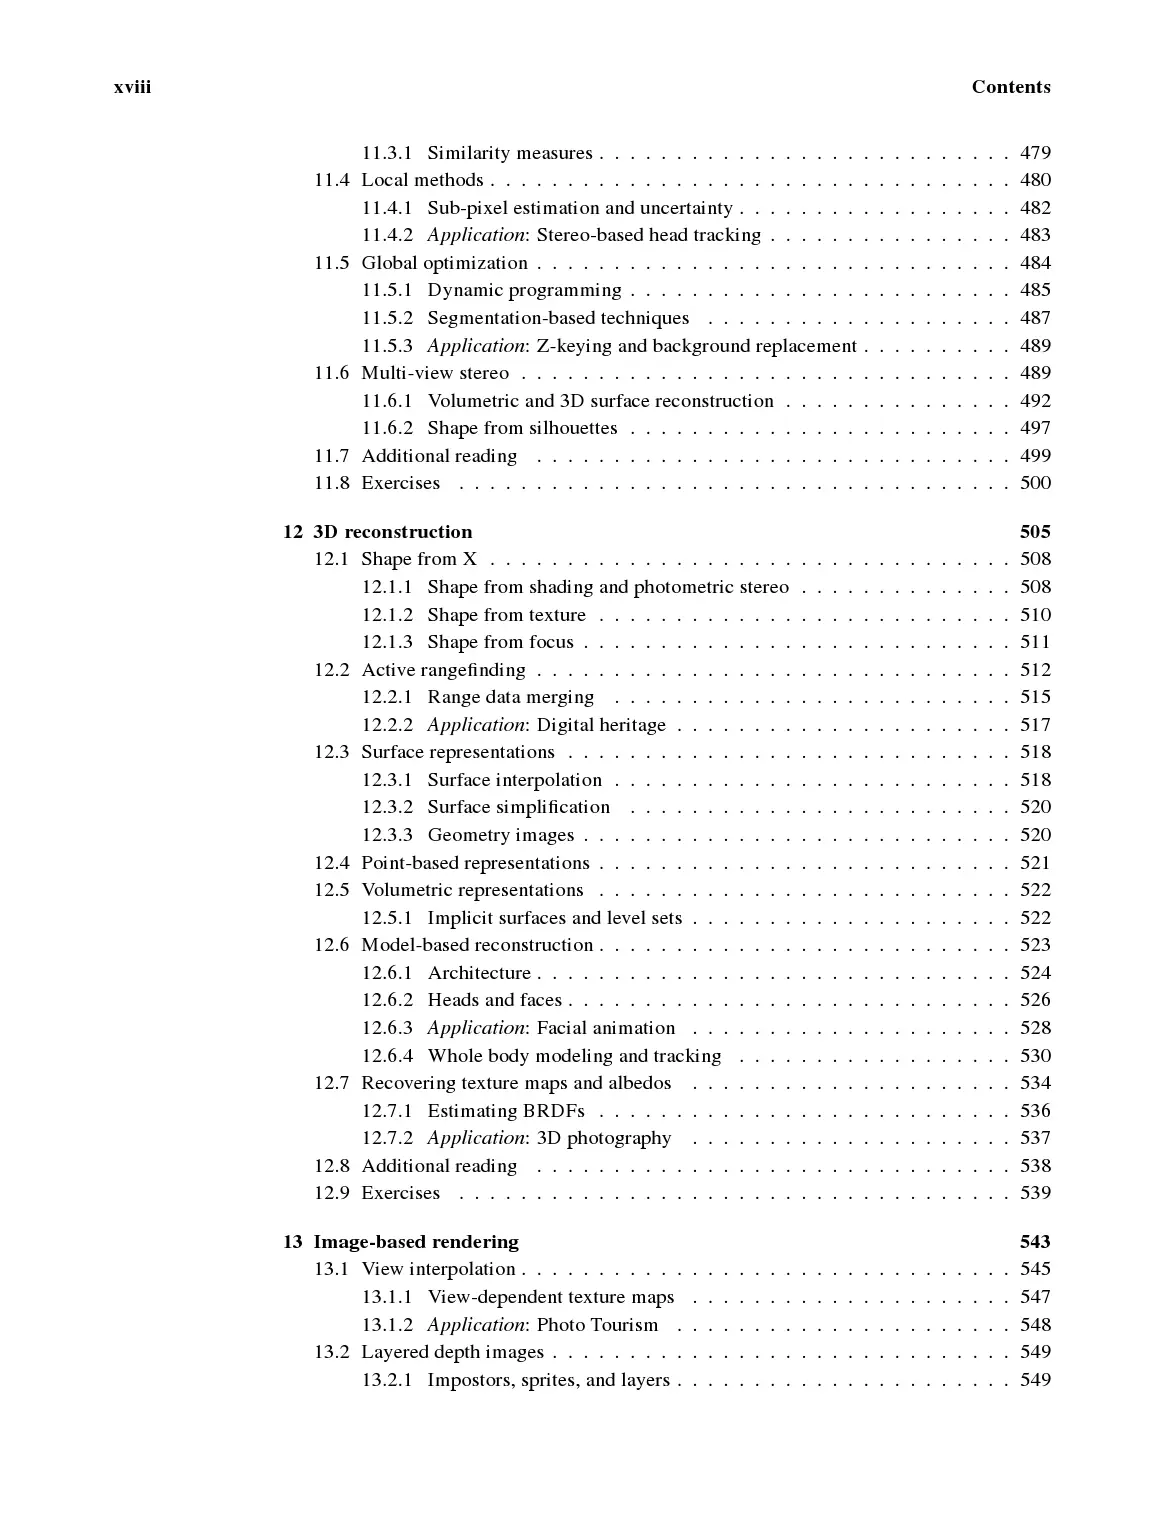 xviii Contents
11.3.1 Similarity measures . . . . . . . . . . . . . . . . . . . . . . . . . . . 479
11.4 Local methods . . . . . . . . . . . . . . . . . . . . . . . . . . . . . . . . . . 480
11.4.1 Sub-pixel estimation and uncertainty . . . . . . . . . . . . . . . . . . 482
11.4.2 Application: Stereo-based head tracking . . . . . . . . . . . . . . . . 483
11.5 Global optimization . . . . . . . . . . . . . . . . . . . . . . . . . . . . . . . 484
11.5.1 Dynamic programming . . . . . . . . . . . . . . . . . . . . . . . . . 485
11.5.2 Segmentation-based techniques . . . . . . . . . . . . . . . . . . . . 487
11.5.3 Application: Z-keying and background replacement . . . . . . . . . . 489
11.6 Multi-view stereo . . . . . . . . . . . . . . . . . . . . . . . . . . . . . . . . 489
11.6.1 Volumetric and 3D surface reconstruction . . . . . . . . . . . . . . . 492
11.6.2 Shape from silhouettes . . . . . . . . . . . . . . . . . . . . . . . . . 497
11.7 Additional reading . . . . . . . . . . . . . . . . . . . . . . . . . . . . . . . 499
11.8 Exercises . . . . . . . . . . . . . . . . . . . . . . . . . . . . . . . . . . . . 500
12 3D reconstruction 505
12.1 Shape from X . . . . . . . . . . . . . . . . . . . . . . . . . . . . . . . . . . 508
12.1.1 Shape from shading and photometric stereo . . . . . . . . . . . . . . 508
12.1.2 Shape from texture . . . . . . . . . . . . . . . . . . . . . . . . . . . 510
12.1.3 Shape from focus . . . . . . . . . . . . . . . . . . . . . . . . . . . . 511
12.2 Active rangefinding . . . . . . . . . . . . . . . . . . . . . . . . . . . . . . . 512
12.2.1 Range data merging . . . . . . . . . . . . . . . . . . . . . . . . . . 515
12.2.2 Application: Digital heritage . . . . . . . . . . . . . . . . . . . . . . 517
12.3 Surface representations . . . . . . . . . . . . . . . . . . . . . . . . . . . . . 518
12.3.1 Surface interpolation . . . . . . . . . . . . . . . . . . . . . . . . . . 518
12.3.2 Surface simplification . . . . . . . . . . . . . . . . . . . . . . . . . 520
12.3.3 Geometry images . . . . . . . . . . . . . . . . . . . . . . . . . . . . 520
12.4 Point-based representations . . . . . . . . . . . . . . . . . . . . . . . . . . . 521
12.5 Volumetric representations . . . . . . . . . . . . . . . . . . . . . . . . . . . 522
12.5.1 Implicit surfaces and level sets . . . . . . . . . . . . . . . . . . . . . 522
12.6 Model-based reconstruction . . . . . . . . . . . . . . . . . . . . . . . . . . . 523
12.6.1 Architecture . . . . . . . . . . . . . . . . . . . . . . . . . . . . . . . 524
12.6.2 Heads and faces . . . . . . . . . . . . . . . . . . . . . . . . . . . . . 526
12.6.3 Application: Facial animation . . . . . . . . . . . . . . . . . . . . . 528
12.6.4 Whole body modeling and tracking . . . . . . . . . . . . . . . . . . 530
12.7 Recovering texture maps and albedos . . . . . . . . . . . . . . . . . . . . . 534
12.7.1 Estimating BRDFs . . . . . . . . . . . . . . . . . . . . . . . . . . . 536
12.7.2 Application: 3D photography . . . . . . . . . . . . . . . . . . . . . 537
12.8 Additional reading . . . . . . . . . . . . . . . . . . . . . . . . . . . . . . . 538
12.9 Exercises . . . . . . . . . . . . . . . . . . . . . . . . . . . . . . . . . . . . 539
13 Image-based rendering 543
13.1 View interpolation . . . . . . . . . . . . . . . . . . . . . . . . . . . . . . . . 545
13.1.1 View-dependent texture maps . . . . . . . . . . . . . . . . . . . . . 547
13.1.2 Application: Photo Tourism . . . . . . . . . . . . . . . . . . . . . . 548
13.2 Layered depth images . . . . . . . . . . . . . . . . . . . . . . . . . . . . . . 549
13.2.1 Impostors, sprites, and layers . . . . . . . . . . . . . . . . . . . . . . 549